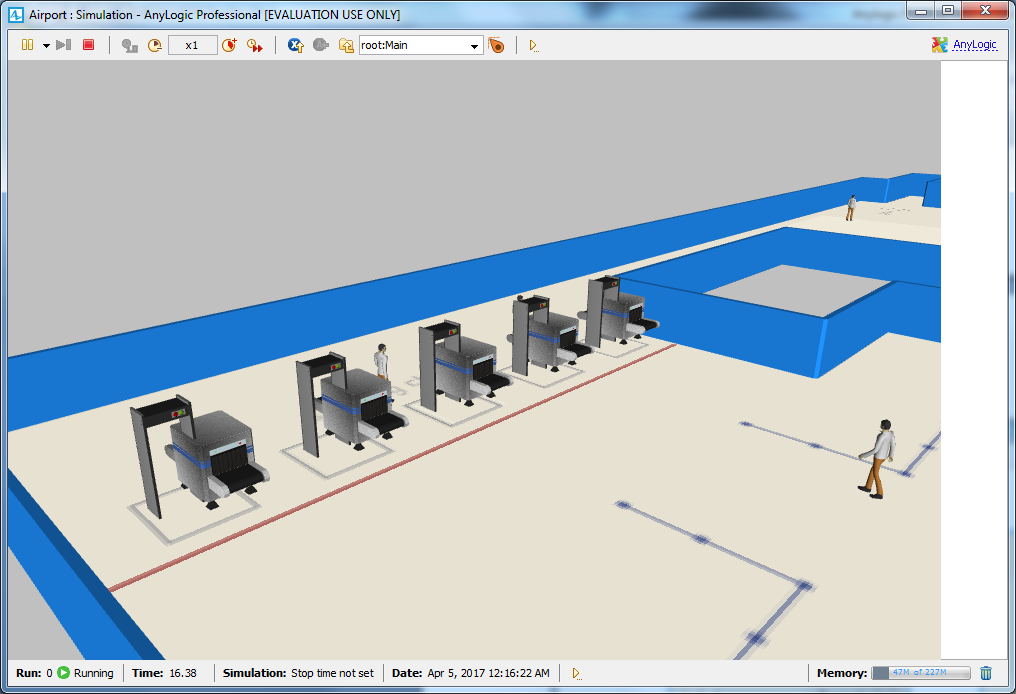 Airport : Simulation - AnyLogic Professional [EVALUATION USE ONLY]
x1 root:Main AnyLogic
Run: 0 Running Time: 16.38 Simulation: Stop time not set Date: Apr 5, 2017 12:16:22 AM Memory: 47M of 227M